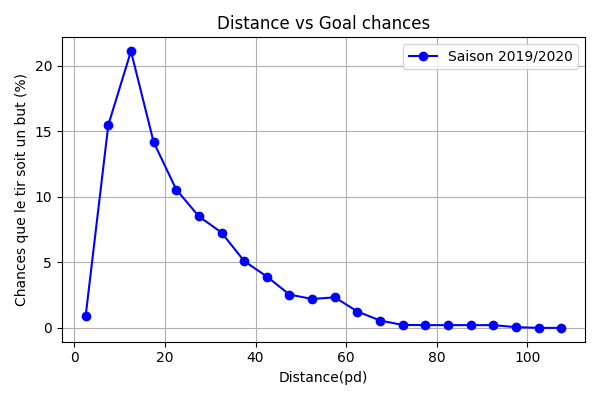 Distance vs Goal chances
Saison 2019/2020
Chances que le tir soit un but (%)
20
15
10
5
0
0 20 40 60 80 100
Distance(pd)